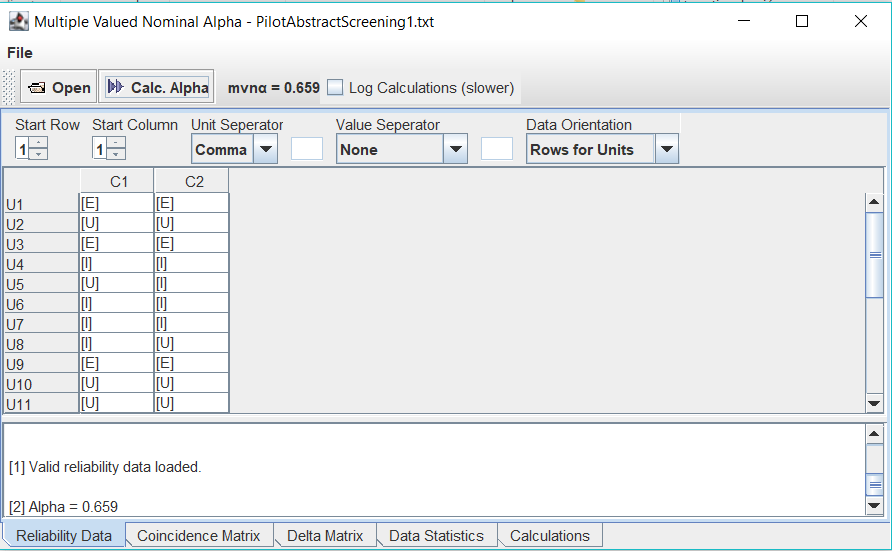 Multiple Valued Nominal Alpha - PilotAbstractScreening1.txt
File
Open Calc. Alpha mvnα = 0.659 Log Calculations (slower)
Start Row Start Column Unit Seperator Value Seperator Data Orientation
1 1 Comma None Rows for Units
C1 C2
U1 [E] [E]
U2 [U] [U]
U3 [E] [E]
U4 [I] [I]
U5 [U] [I]
U6 [I] [I]
U7 [I] [I]
U8 [I] [U]
U9 [E] [E]
U10 [U] [U]
U11 [U] [U]
[1] Valid reliability data loaded.
[2] Alpha = 0.659
Reliability Data Coincidence Matrix Delta Matrix Data Statistics Calculations